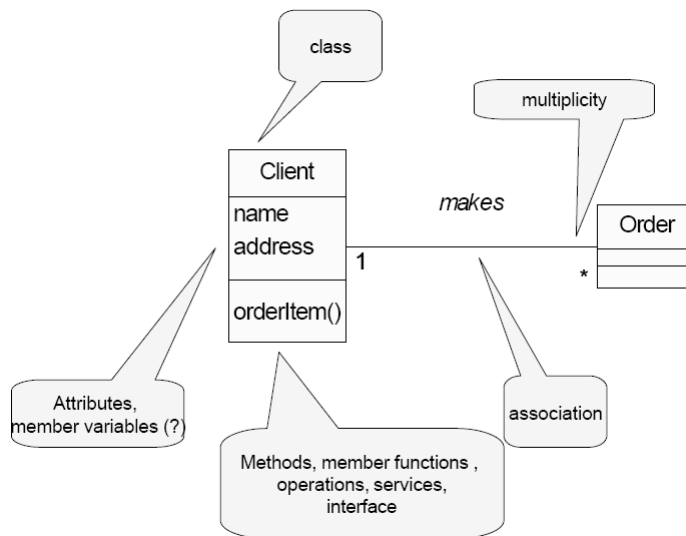 class
multiplicity
Client
makes
name
address
Order
1
*
orderItem()
Attributes,
member variables (?)
association
Methods, member functions ,
operations, services,
interface